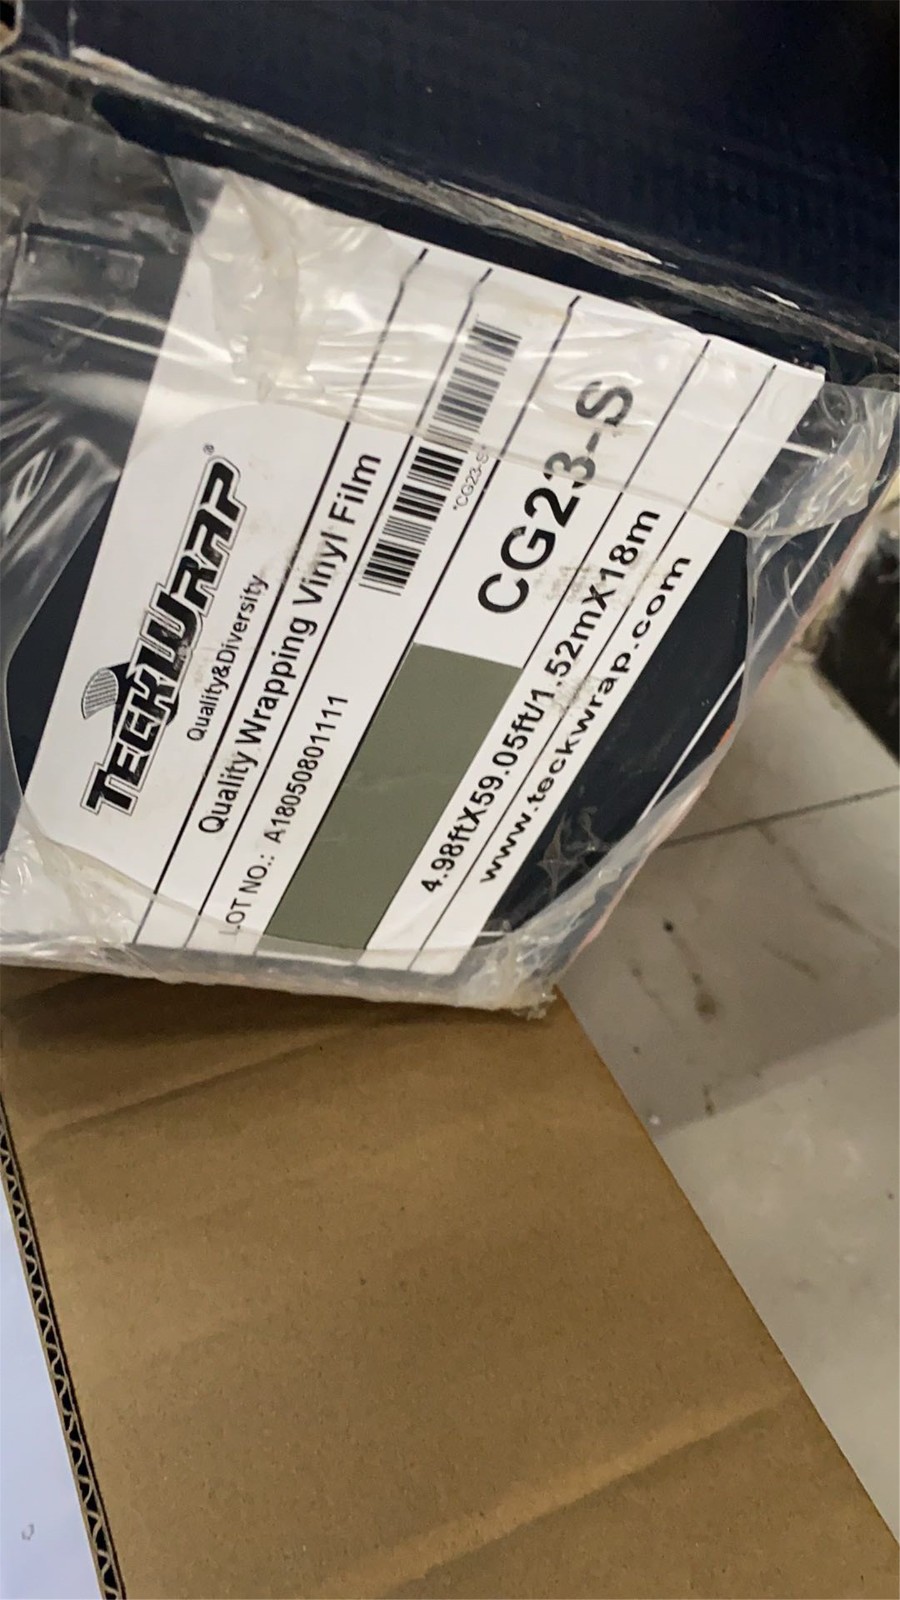 TECKWRAP®
Quality&Diversity
Quality Wrapping Vinyl Film
LOT NO.: A18050801111
*CG23-S
CG23-S
4.98ftX59.05ft/1.52mX18m
www.teckwrap.com